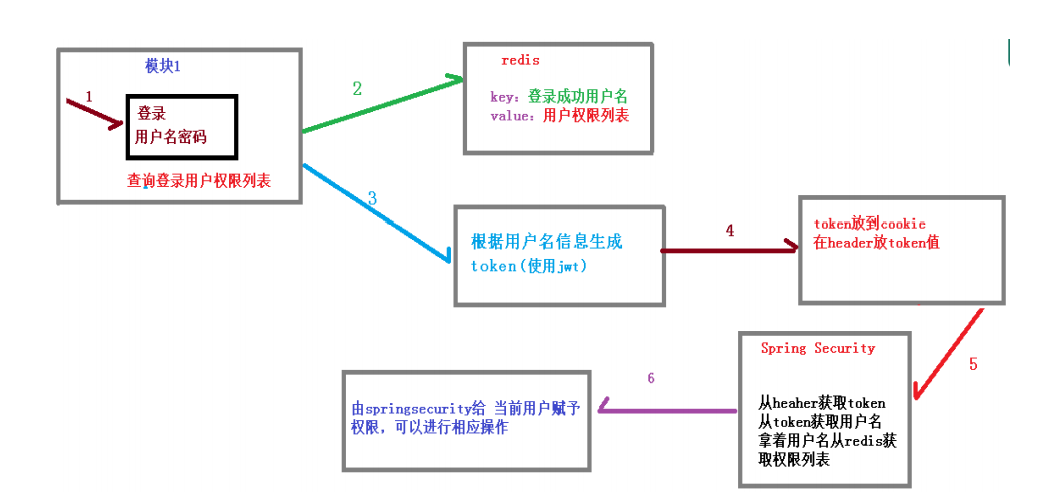 模块1
1
登录
用户名密码
查询登录用户权限列表
2
redis
key：登录成功用户名
value：用户权限列表
3
根据用户名信息生成
token(使用jwt)
4
token放到cookie
在header放token值
5
Spring Security
从heaher获取token
从token获取用户名
拿着用户名从redis获
取权限列表
6
由springsecurity给 当前用户赋予
权限，可以进行相应操作